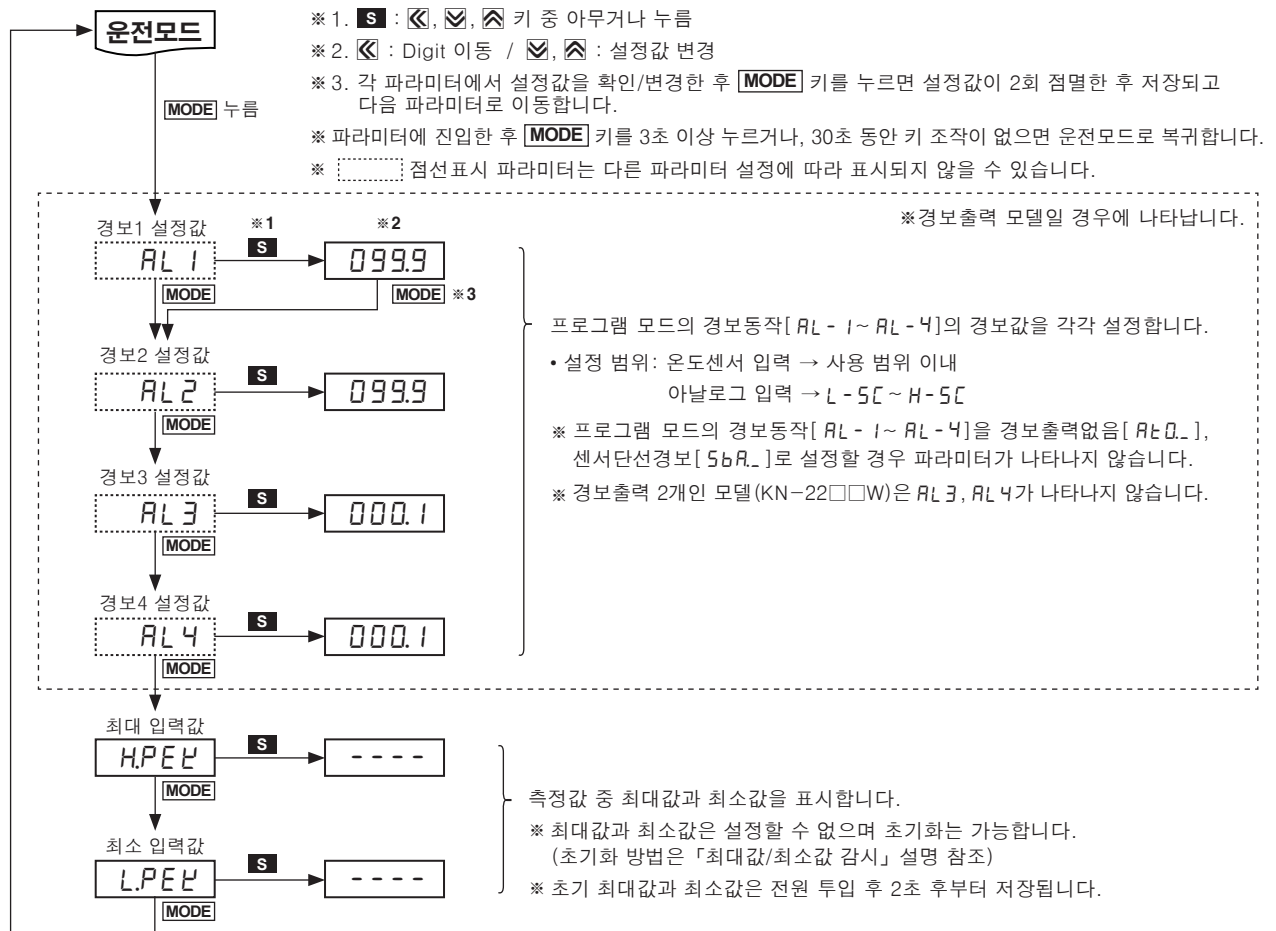 운전모드
※ 1. S : ≪, ≫, ≫ 키 중 아무거나 누름
※ 2. ≪ : Digit 이동 / ≫, ≫ : 설정값 변경
※ 3. 각 파라미터에서 설정값을 확인/변경한 후 MODE 키를 누르면 설정값이 2회 점멸한 후 저장되고
다음 파라미터로 이동합니다.
MODE 누름
※ 파라미터에 진입한 후 MODE 키를 3초 이상 누르거나, 30초 동안 키 조작이 없으면 운전모드로 복귀합니다.
※ 점선표시 파라미터는 다른 파라미터 설정에 따라 표시되지 않을 수 있습니다.
※경보출력 모델일 경우에 나타납니다.
경보1 설정값
※1
※2
AL 1
S
099.9
MODE
MODE ※3
경보2 설정값
AL 2
S
099.9
MODE
경보3 설정값
AL 3
S
000.1
MODE
경보4 설정값
AL 4
S
000.1
MODE
프로그램 모드의 경보동작[ AL - 1~ AL - 4]의 경보값을 각각 설정합니다.
• 설정 범위: 온도센서 입력 → 사용 범위 이내
아날로그 입력 → L - SC ~ H - SC
※ 프로그램 모드의 경보동작[ AL - 1~ AL - 4]을 경보출력없음[ At0._ ],
센서단선경보[ SbA._ ]로 설정할 경우 파라미터가 나타나지 않습니다.
※ 경보출력 2개인 모델(KN-22□□W)은 AL 3, AL 4가 나타나지 않습니다.
최대 입력값
H.PEK
S
- - - -
MODE
최소 입력값
L.PEK
S
- - - -
MODE
측정값 중 최대값과 최소값을 표시합니다.
※ 최대값과 최소값은 설정할 수 없으며 초기화는 가능합니다.
(초기화 방법은「최대값/최소값 감시」설명 참조)
※ 초기 최대값과 최소값은 전원 투입 후 2초 후부터 저장됩니다.